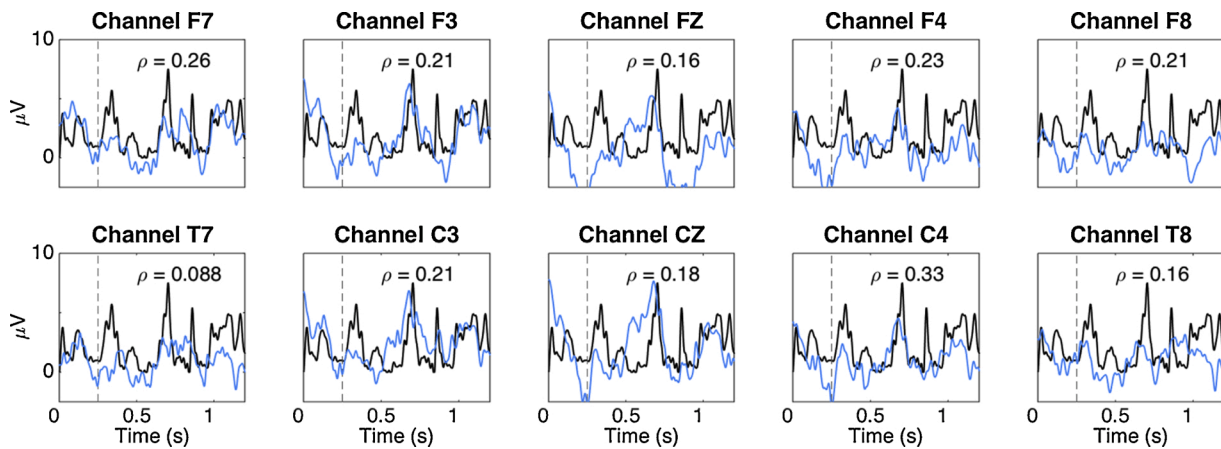 Channel F7 Channel F3 Channel FZ Channel F4 Channel F8
10
ρ = 0.26 ρ = 0.21 ρ = 0.16 ρ = 0.23 ρ = 0.21
μV
0
Channel T7 Channel C3 Channel CZ Channel C4 Channel T8
10
ρ = 0.088 ρ = 0.21 ρ = 0.18 ρ = 0.33 ρ = 0.16
μV
0
0 0.5 1 0 0.5 1 0 0.5 1 0 0.5 1 0 0.5 1
Time (s) Time (s) Time (s) Time (s) Time (s)